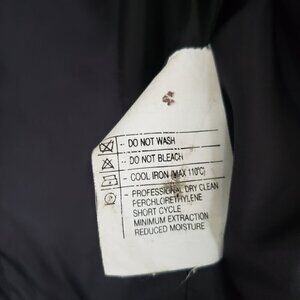 - DO NOT WASH
- DO NOT BLEACH
- COOL IRON (MAX 110°C)
- PROFESSIONAL DRY CLEAN
PERCHLORETHYLENE
SHORT CYCLE
MINIMUM EXTRACTION
REDUCED MOISTURE